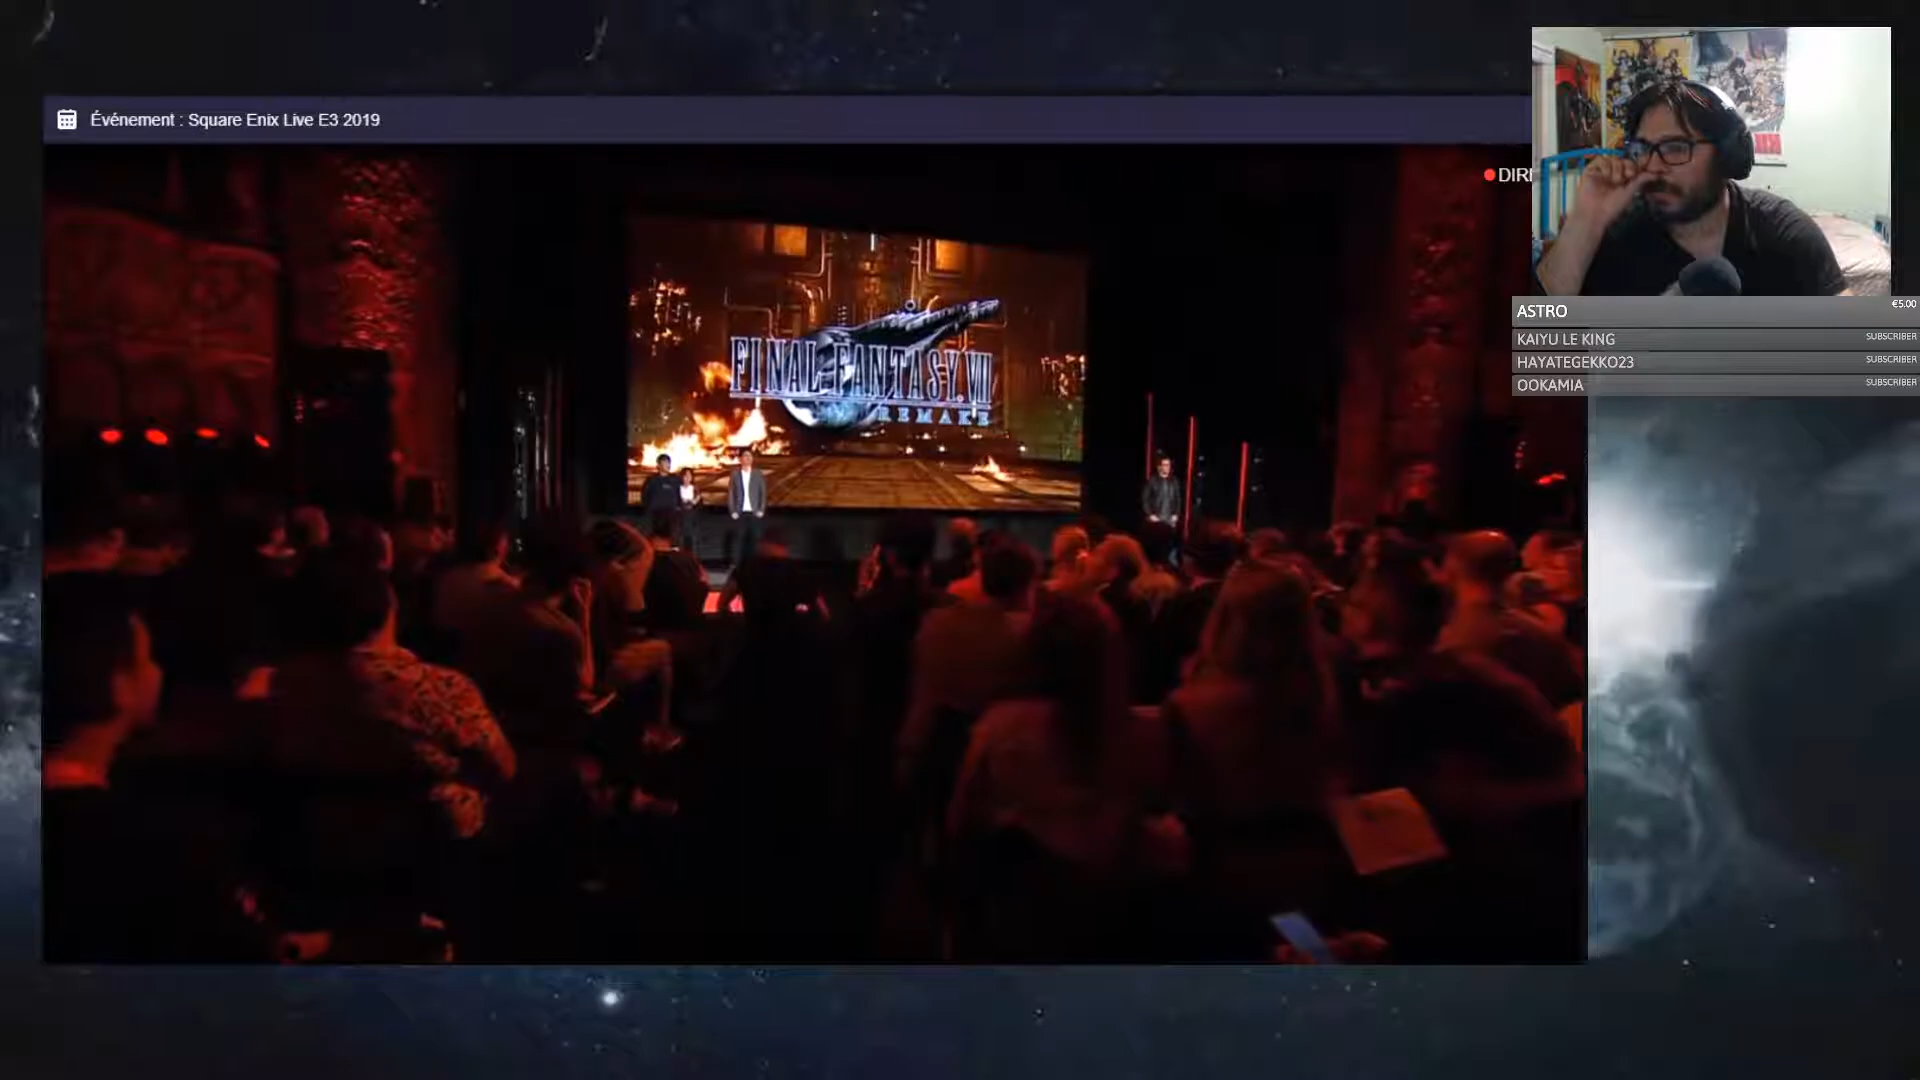 Événement : Square Enix Live E3 2019
DIRE
FINAL FANTASY VII
REMAKE
ASTRO €5.00
KAIYU LE KING SUBSCRIBER
HAYATEGEKKO23 SUBSCRIBER
OOKAMIA SUBSCRIBER